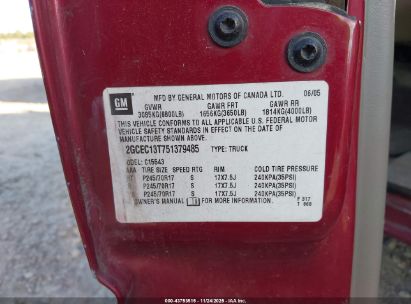 GM
MFD BY GENERAL MOTORS OF CANADA LTD. 06/05
GVWR GAWR FRT GAWR RR
3085KG(6800LB) 1656KG(3650LB) 1814KG(4000LB)
THIS VEHICLE CONFORMS TO ALL APPLICABLE U.S. FEDERAL MOTOR
VEHICLE SAFETY STANDARDS IN EFFECT ON THE DATE OF
MANUFACTURE SHOWN ABOVE.
2GCEC13T751379485 TYPE: TRUCK
MODEL: C15543
TIRE SIZE SPEED RTG RIM COLD TIRE PRESSURE
P245/70R17 S 17X7.5J 240KPA(35PSI)
P245/70R17 S 17X7.5J 240KPA(35PSI)
P245/70R17 S 17X7.5J 240KPA(35PSI)
OWNER'S MANUAL FOR MORE INFORMATION.